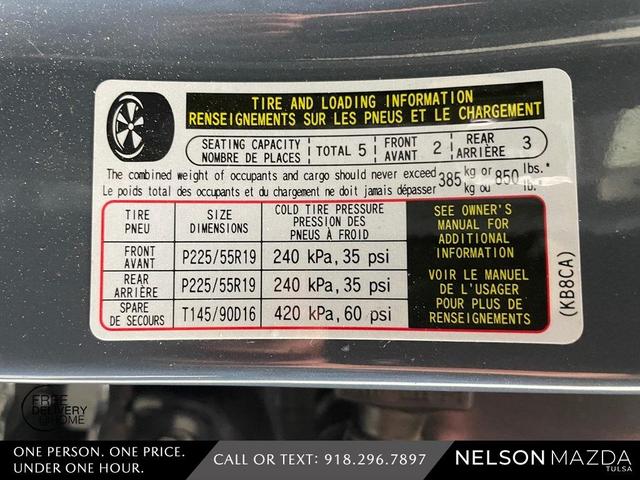 TIRE AND LOADING INFORMATION
RENSEIGNEMENTS SUR LES PNEUS ET LE CHARGEMENT
SEATING CAPACITY TOTAL 5 FRONT 2 REAR 3
NOMBRE DE PLACES AVANT ARRIÈRE
The combined weight of occupants and cargo should never exceed 385 kg or 850 lbs.*
Le poids total des occupants et du chargement ne doit jamais dépasser kg ou lb.*
TIRE SIZE COLD TIRE PRESSURE
PNEU DIMENSIONS PRESSION DES
PNEUS À FROID
FRONT
AVANT P225/55R19 240 kPa, 35 psi
REAR
ARRIÈRE P225/55R19 240 kPa, 35 psi
SPARE
DE SECOURS T145/90D16 420 kPa, 60 psi
SEE OWNER'S
MANUAL FOR
ADDITIONAL
INFORMATION
VOIR LE MANUEL
DE L'USAGER
POUR PLUS DE
RENSEIGNEMENTS
(KB8CA)
FREE
DELIVERY
@HOME
ONE PERSON. ONE PRICE.
UNDER ONE HOUR.
CALL OR TEXT: 918.296.7897
NELSON MAZDA
TULSA